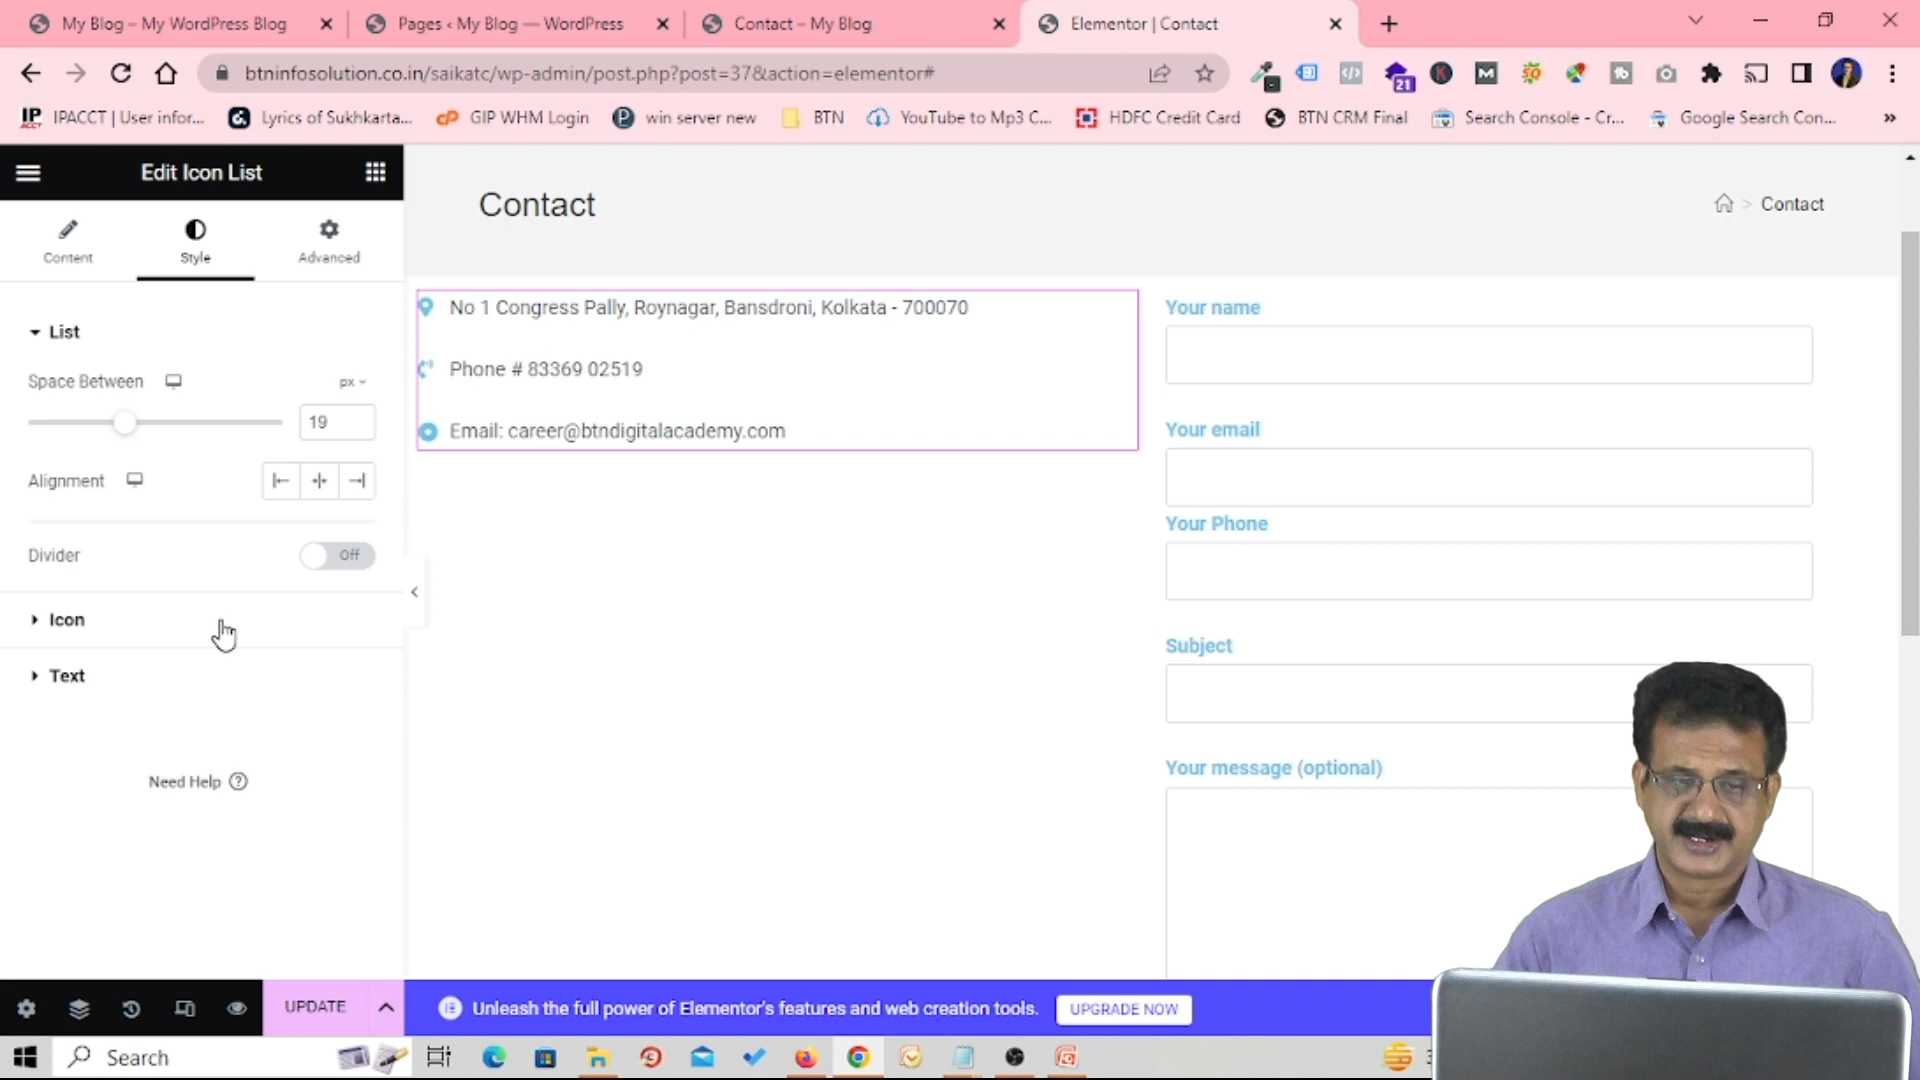 My Blog – My WordPress Blog
Pages ‹ My Blog — WordPress
Contact – My Blog
Elementor | Contact
btninfosolution.co.in/saikatc/wp-admin/post.php?post=37&action=elementor#
21
IPACCT | User infor...
Lyrics of Sukhkarta...
GIP WHM Login
win server new
BTN
YouTube to Mp3 C...
HDFC Credit Card
BTN CRM Final
Search Console - Cr...
Google Search Con...
»
Edit Icon List
Content
Style
Advanced
List
Space Between
px
19
Alignment
Divider
Off
Icon
Text
Need Help
UPDATE
Contact
> Contact
No 1 Congress Pally, Roynagar, Bansdroni, Kolkata - 700070
Phone # 83369 02519
Email: career@btndigitalacademy.com
Your name
Your email
Your Phone
Subject
Your message (optional)
Unleash the full power of Elementor's features and web creation tools.
UPGRADE NOW
Search